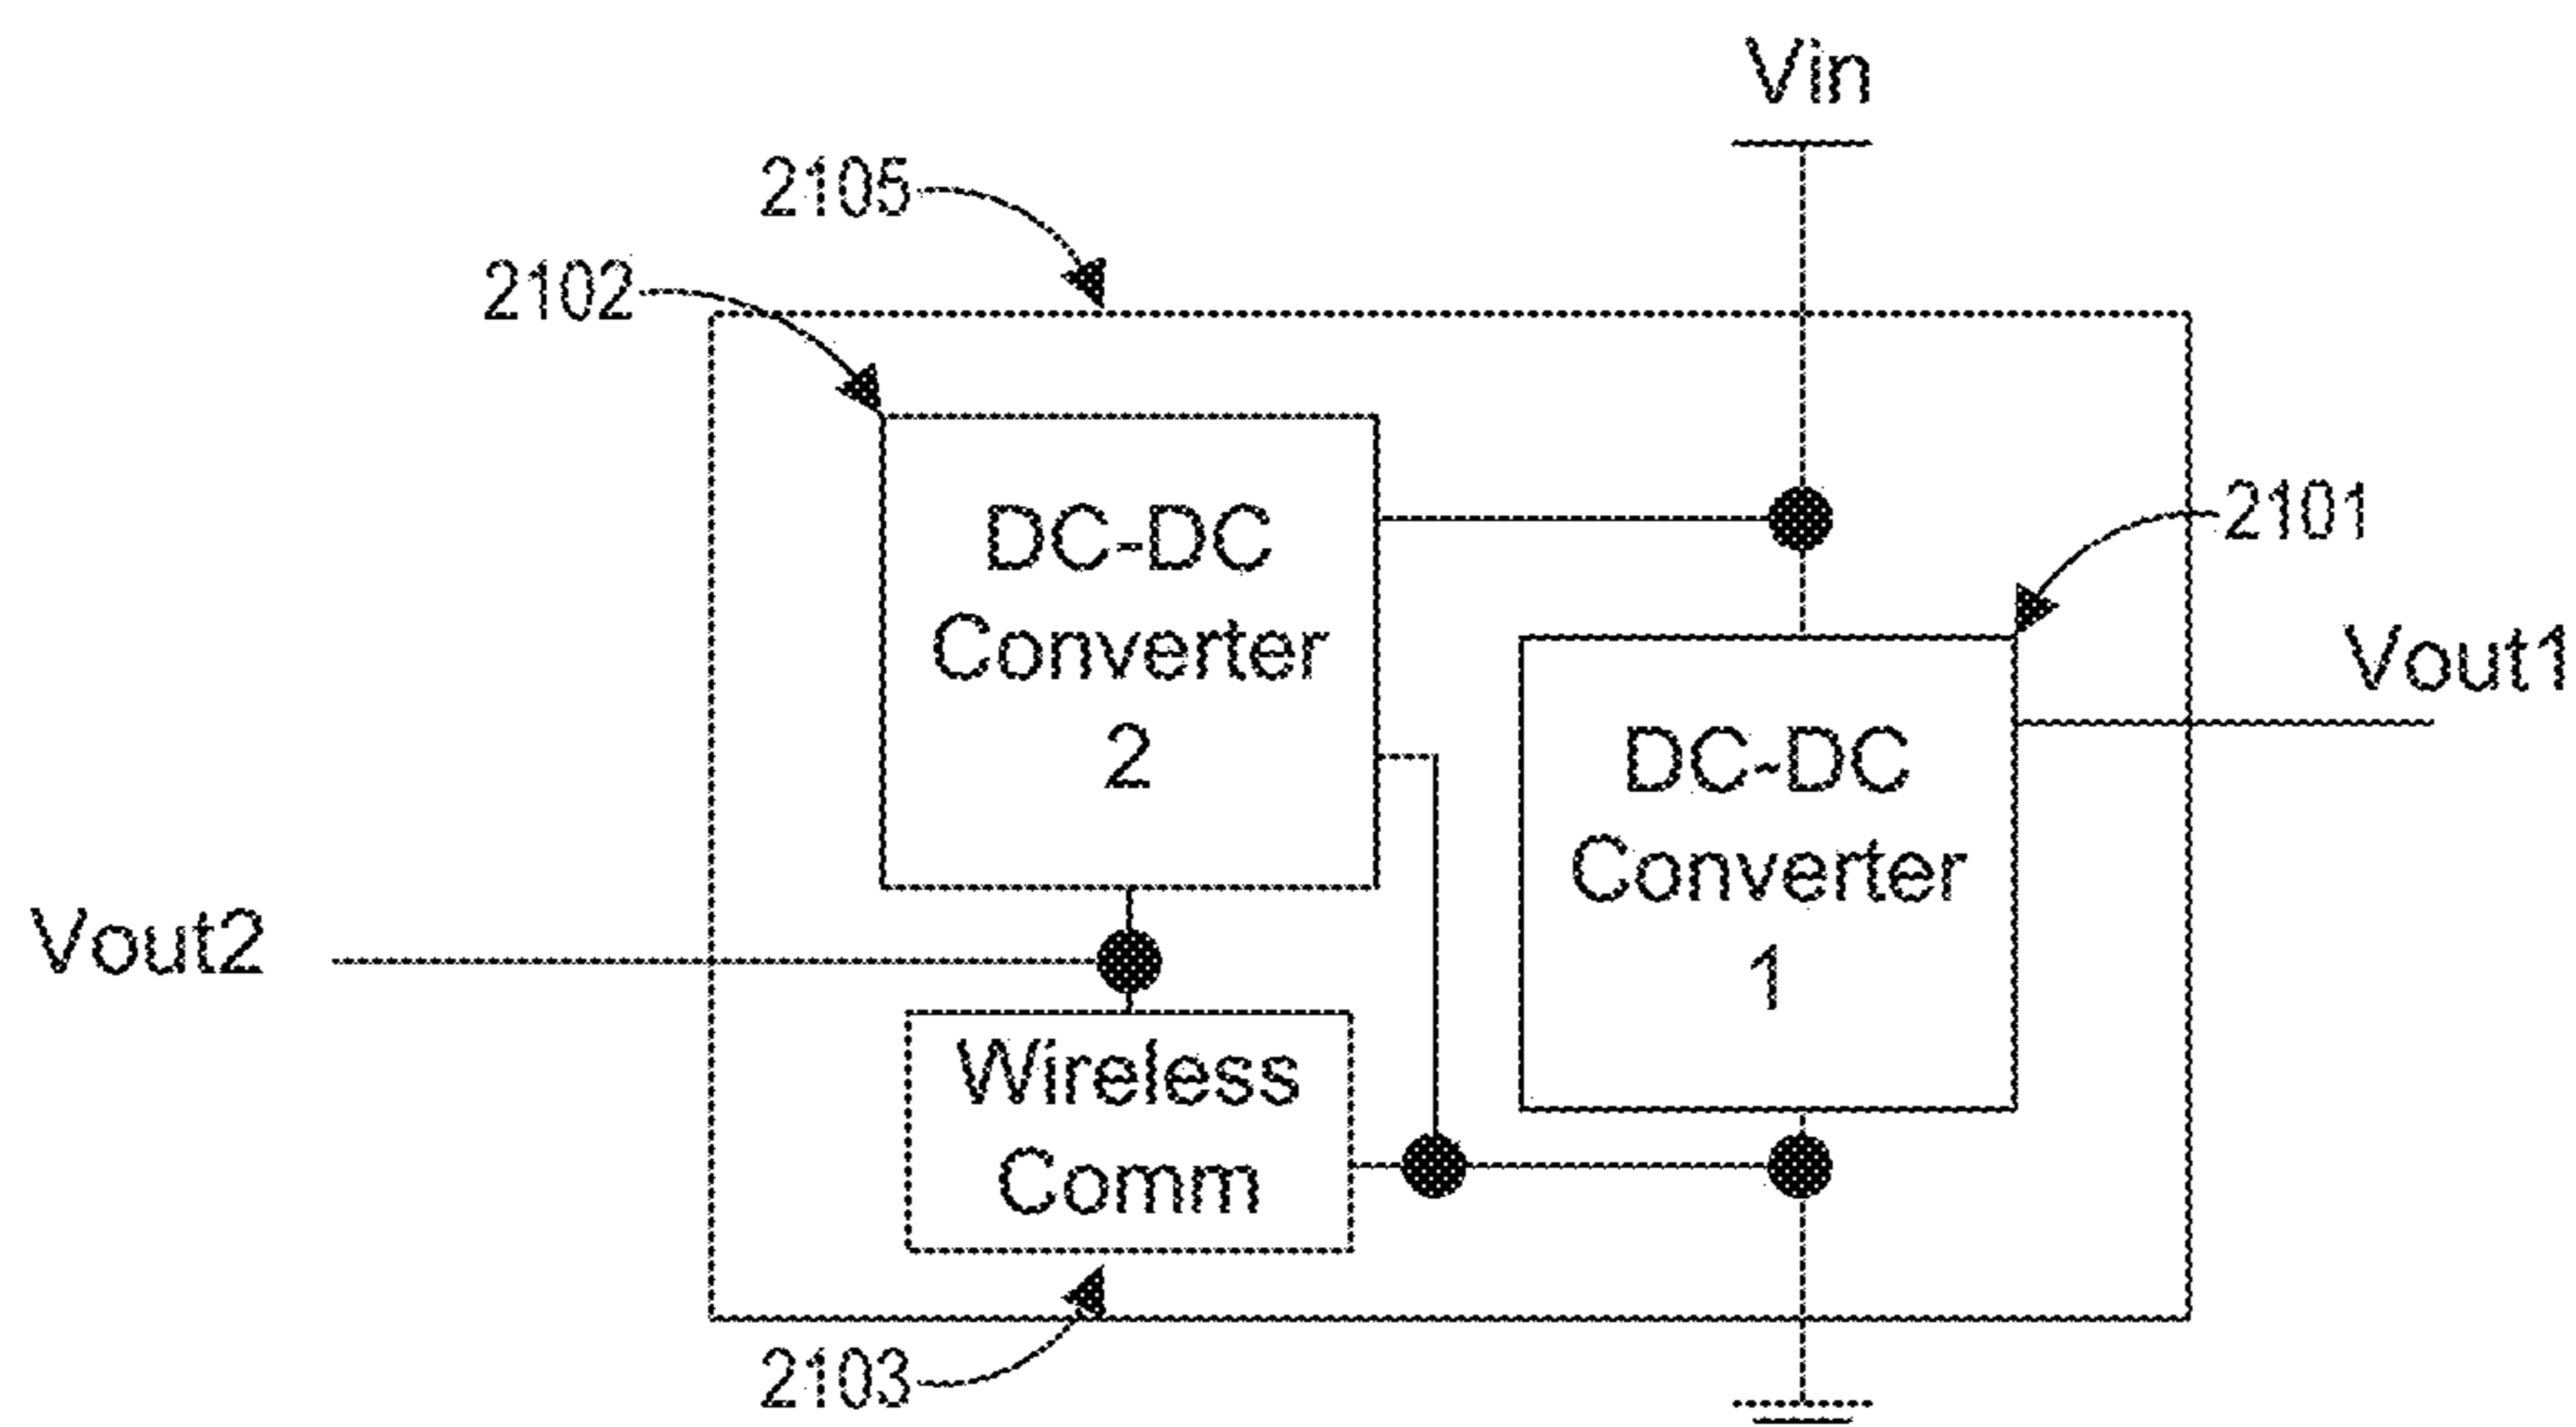 Vin
2105
2102
DC-DC
Converter
2
2101
Vout1
DC-DC
Converter
1
Vout2
Wireless
Comm
2103